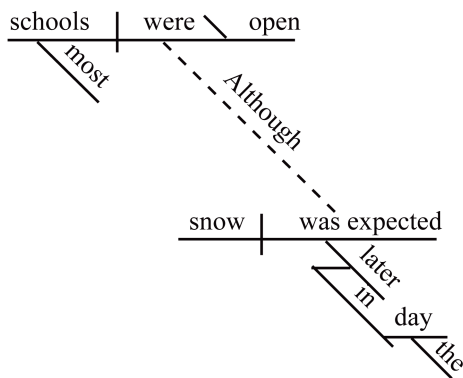 schools were open
most
Although
snow was expected
later
in
day
the